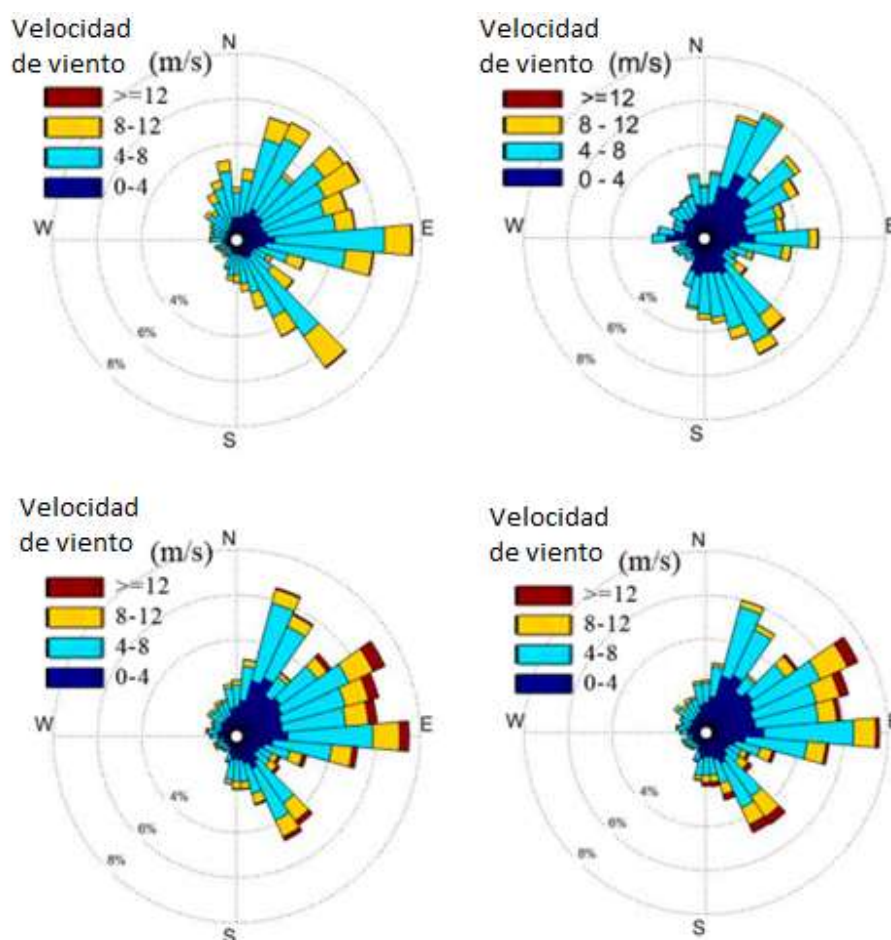 Velocidad
de viento (m/s)
>=12
8-12
4-8
0-4
N
W
E
S
4%
6%
8%
Velocidad
de viento (m/s)
>=12
8 - 12
4 - 8
0 - 4
N
W
E
S
4%
6%
8%
Velocidad
de viento (m/s)
>=12
8-12
4-8
0-4
N
W
E
S
4%
6%
8%
Velocidad
de viento (m/s)
>=12
8-12
4-8
0-4
N
W
E
S
4%
6%
8%